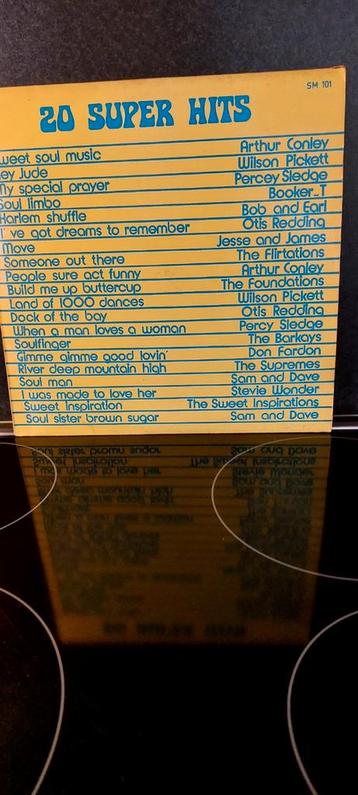 SM 101
20 SUPER HITS
weet soul music Arthur Conley
ey Jude Wilson Pickett
My special prayer Percey Sledge
Soul limbo Booker_T
Harlem shuffle Bob and Earl
I've got dreams to remember Otis Redding
Move Jesse and James
Someone out there The Flirtations
People sure act funny Arthur Conley
Build me up buttercup The Foundations
Land of 1000 dances Wilson Pickett
Dock of the bay Otis Redding
When a man loves a woman Percy Sledge
Soulfinger The Barkays
Gimme gimme good lovin' Don Fardon
River deep mountain high The Supremes
Soul man Sam and Dave
I was made to love her Stevie Wonder
Sweet inspiration The Sweet Inspirations
Soul sister brown sugar Sam and Dave